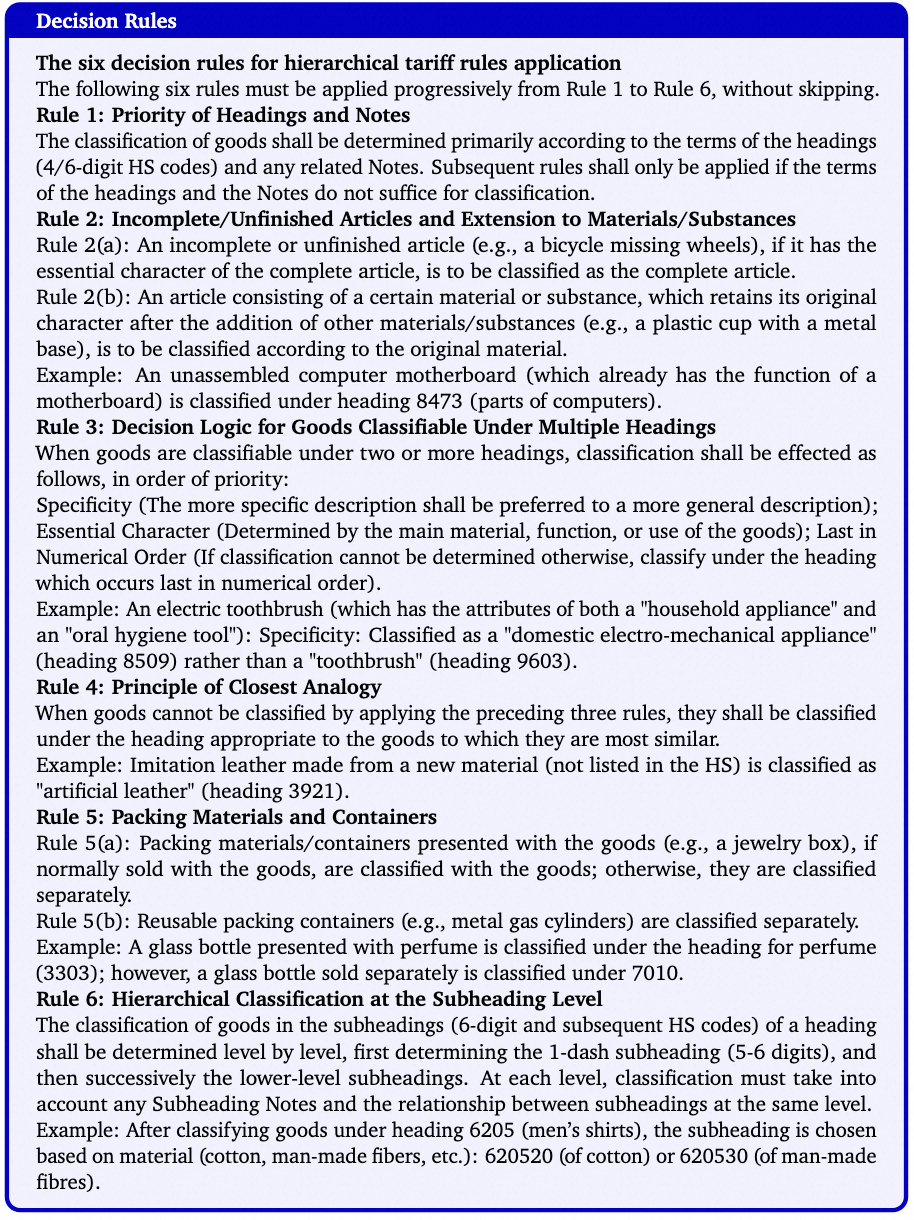 Decision Rules
The six decision rules for hierarchical tariff rules application
The following six rules must be applied progressively from Rule 1 to Rule 6, without skipping.
Rule 1: Priority of Headings and Notes
The classification of goods shall be determined primarily according to the terms of the headings
(4/6-digit HS codes) and any related Notes. Subsequent rules shall only be applied if the terms
of the headings and the Notes do not suffice for classification.
Rule 2: Incomplete/Unfinished Articles and Extension to Materials/Substances
Rule 2(a): An incomplete or unfinished article (e.g., a bicycle missing wheels), if it has the
essential character of the complete article, is to be classified as the complete article.
Rule 2(b): An article consisting of a certain material or substance, which retains its original
character after the addition of other materials/substances (e.g., a plastic cup with a metal
base), is to be classified according to the original material.
Example: An unassembled computer motherboard (which already has the function of a
motherboard) is classified under heading 8473 (parts of computers).
Rule 3: Decision Logic for Goods Classifiable Under Multiple Headings
When goods are classifiable under two or more headings, classification shall be effected as
follows, in order of priority:
Specificity (The more specific description shall be preferred to a more general description);
Essential Character (Determined by the main material, function, or use of the goods); Last in
Numerical Order (If classification cannot be determined otherwise, classify under the heading
which occurs last in numerical order).
Example: An electric toothbrush (which has the attributes of both a "household appliance" and
an "oral hygiene tool"): Specificity: Classified as a "domestic electro-mechanical appliance"
(heading 8509) rather than a "toothbrush" (heading 9603).
Rule 4: Principle of Closest Analogy
When goods cannot be classified by applying the preceding three rules, they shall be classified
under the heading appropriate to the goods to which they are most similar.
Example: Imitation leather made from a new material (not listed in the HS) is classified as
"artificial leather" (heading 3921).
Rule 5: Packing Materials and Containers
Rule 5(a): Packing materials/containers presented with the goods (e.g., a jewelry box), if
normally sold with the goods, are classified with the goods; otherwise, they are classified
separately.
Rule 5(b): Reusable packing containers (e.g., metal gas cylinders) are classified separately.
Example: A glass bottle presented with perfume is classified under the heading for perfume
(3303); however, a glass bottle sold separately is classified under 7010.
Rule 6: Hierarchical Classification at the Subheading Level
The classification of goods in the subheadings (6-digit and subsequent HS codes) of a heading
shall be determined level by level, first determining the 1-dash subheading (5-6 digits), and
then successively the lower-level subheadings. At each level, classification must take into
account any Subheading Notes and the relationship between subheadings at the same level.
Example: After classifying goods under heading 6205 (men's shirts), the subheading is chosen
based on material (cotton, man-made fibers, etc.): 620520 (of cotton) or 620530 (of man-made
fibres).